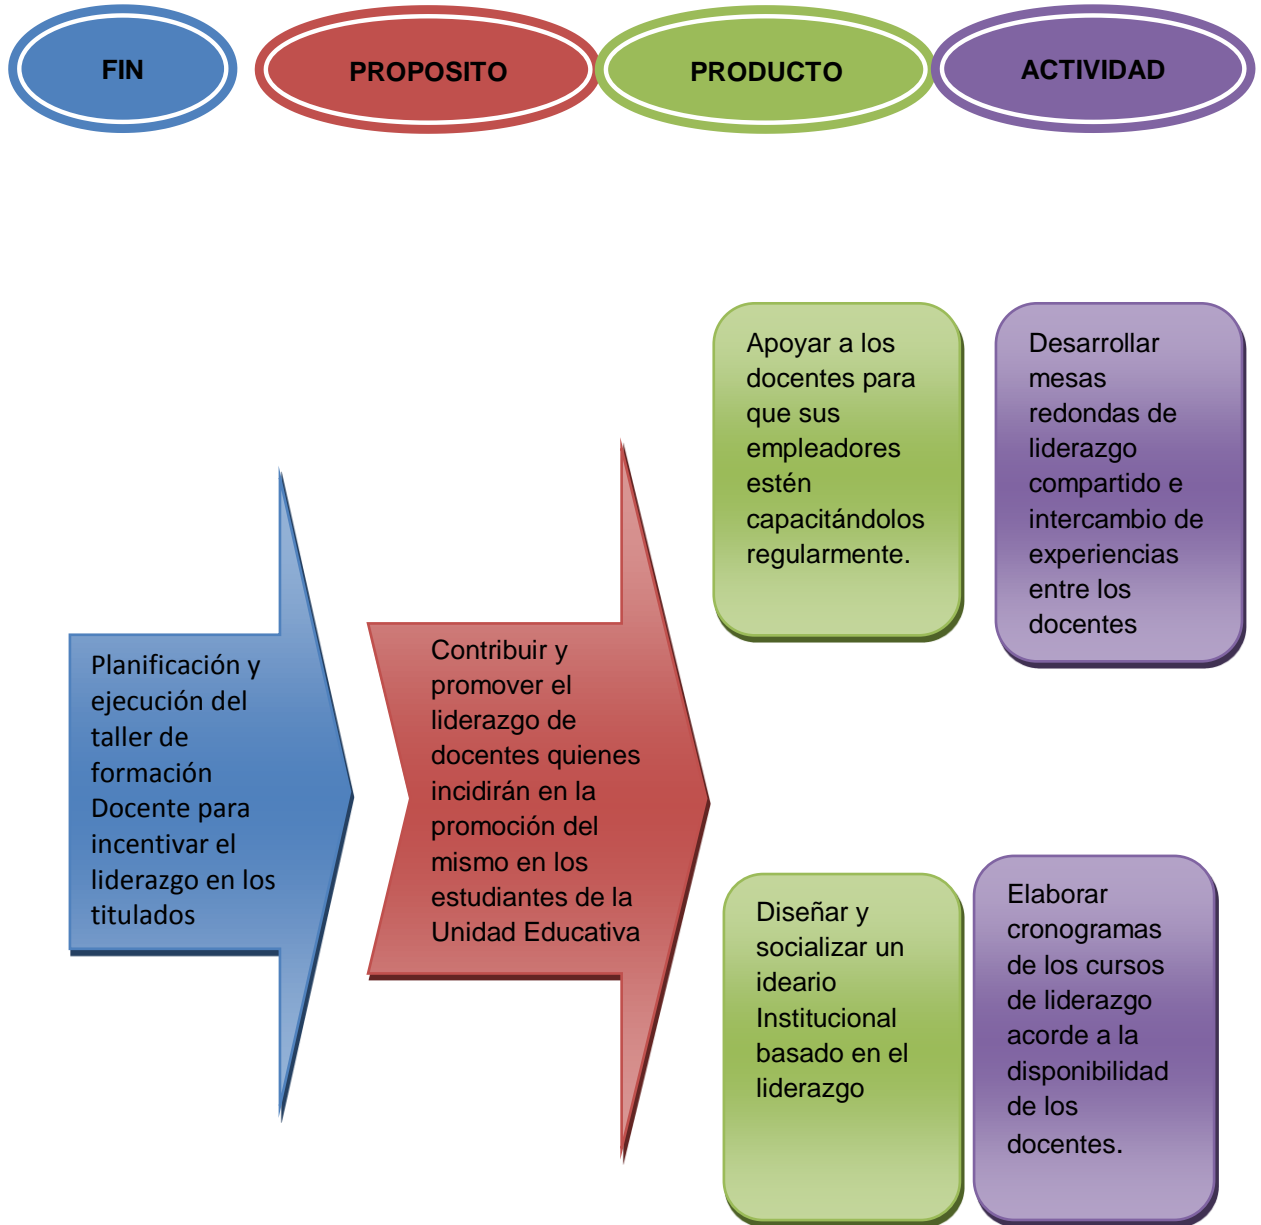 FIN
PROPOSITO
PRODUCTO
ACTIVIDAD
Planificación y
ejecución del
taller de
formación
Docente para
incentivar el
liderazgo en los
titulados
Contribuir y
promover el
liderazgo de
docentes quienes
incidirán en la
promoción del
mismo en los
estudiantes de la
Unidad Educativa
Apoyar a los
docentes para
que sus
empleadores
estén
capacitándolos
regularmente.
Desarrollar
mesas
redondas de
liderazgo
compartido e
intercambio de
experiencias
entre los
docentes
Diseñar y
socializar un
ideario
Institucional
basado en el
liderazgo
Elaborar
cronogramas
de los cursos
de liderazgo
acorde a la
disponibilidad
de los
docentes.